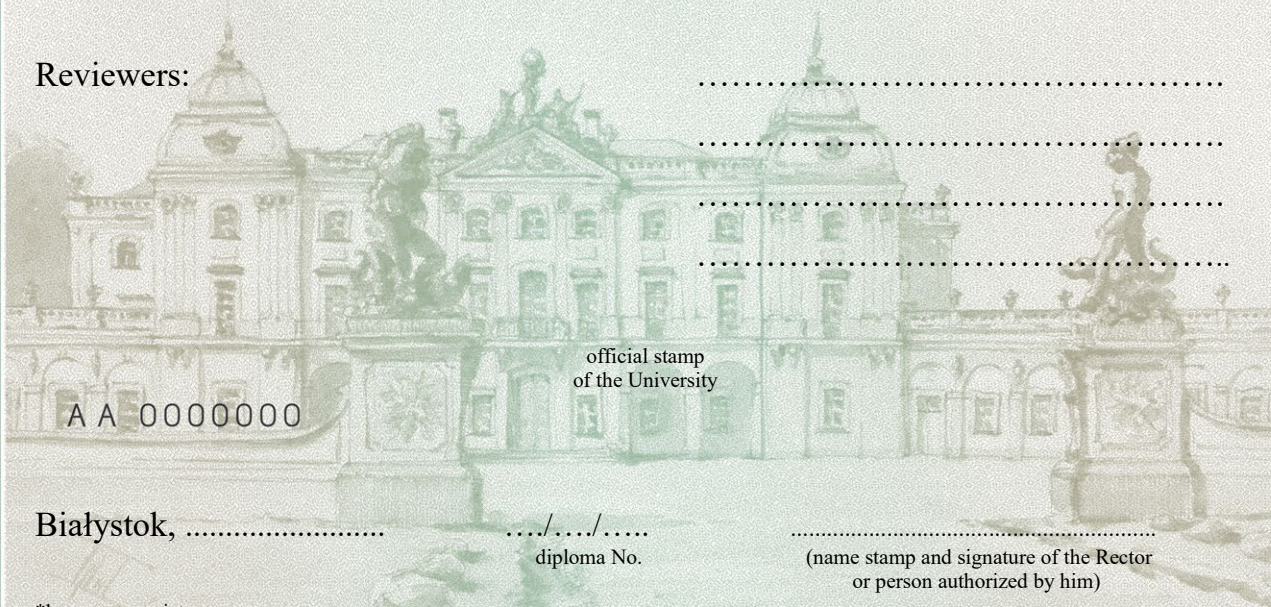 Reviewers: ……………………………………………….
……………………………………………….
……………………………………………….
………………………………………………..
official stamp
of the University
A A 0000000
Białystok, ........................ …./…./….. .....................................................................
diploma No. (name stamp and signature of the Rector
or person authorized by him)